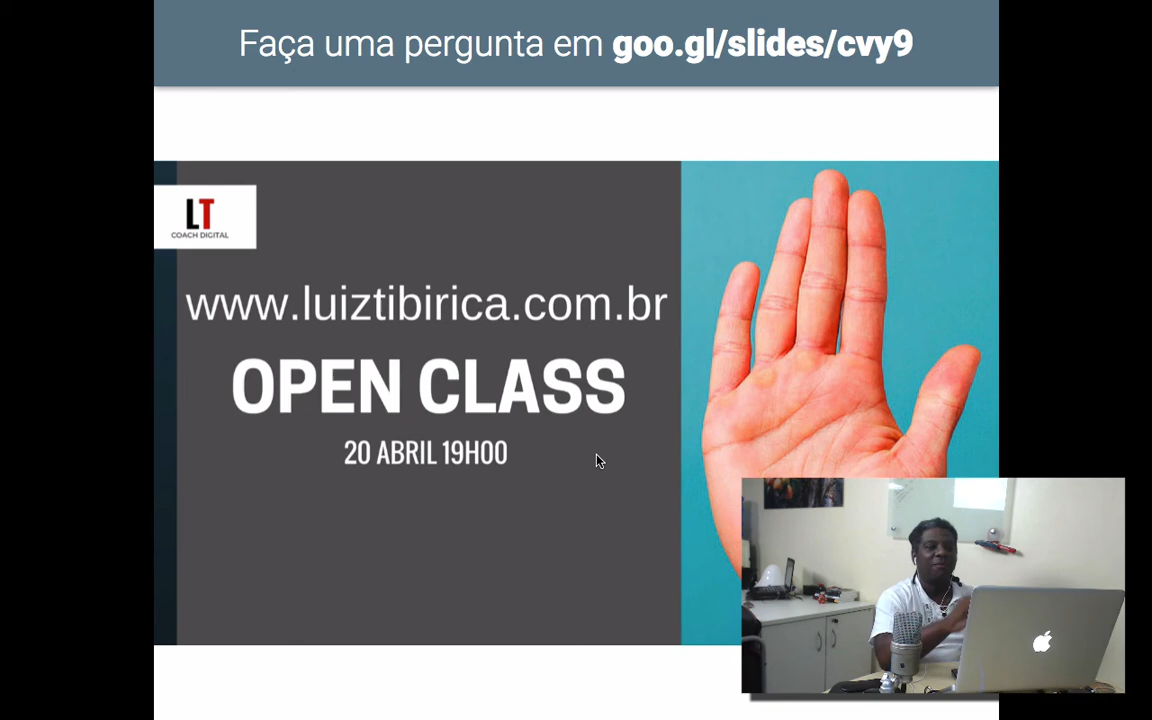 Faça uma pergunta em goo.gl/slides/cvy9
LT
COACH DIGITAL
www.luiztibirica.com.br
OPEN CLASS
20 ABRIL 19H00